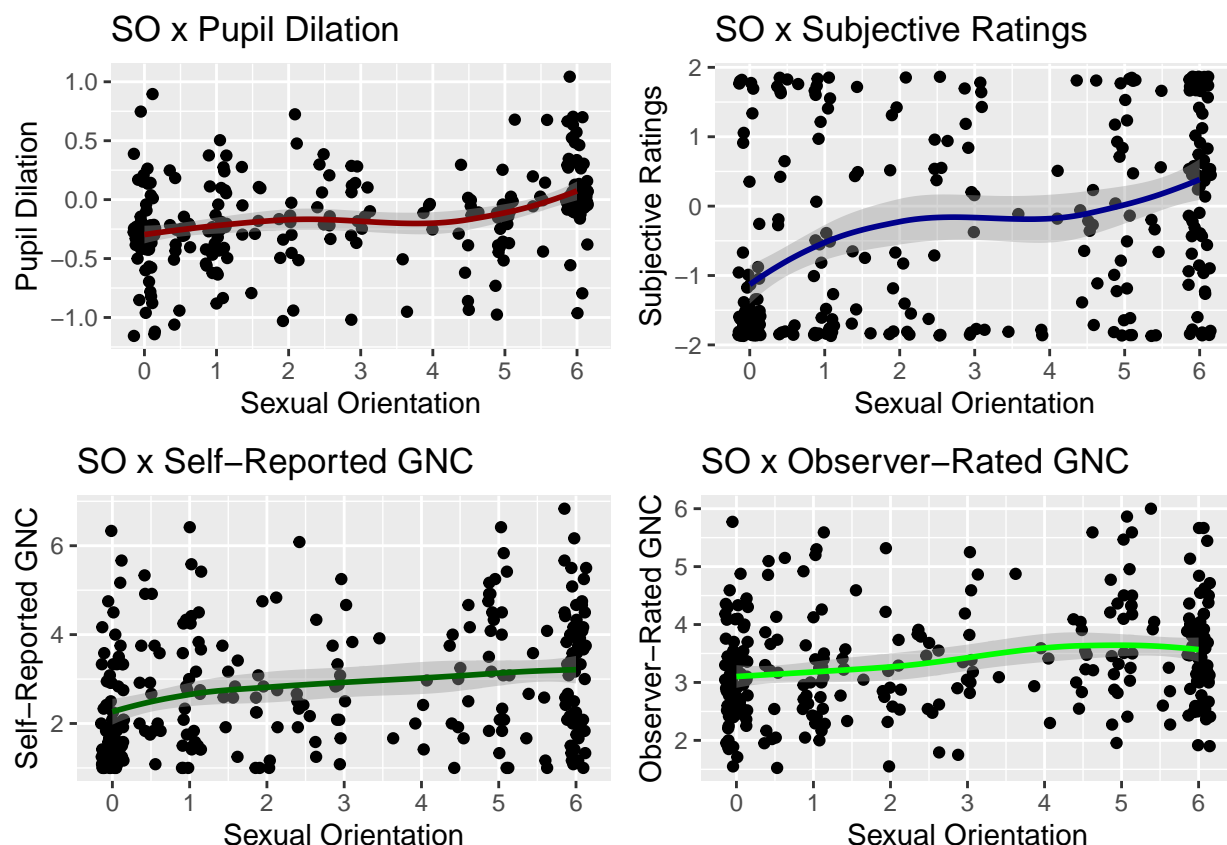 SO x Pupil Dilation
1.0
0.5
0.0
−0.5
−1.0
Pupil Dilation
0 1 2 3 4 5 6
Sexual Orientation
SO x Subjective Ratings
2
1
0
−1
−2
Subjective Ratings
0 1 2 3 4 5 6
Sexual Orientation
SO x Self−Reported GNC
6
4
2
Self−Reported GNC
0 1 2 3 4 5 6
Sexual Orientation
SO x Observer−Rated GNC
6
5
4
3
2
Observer−Rated GNC
0 1 2 3 4 5 6
Sexual Orientation